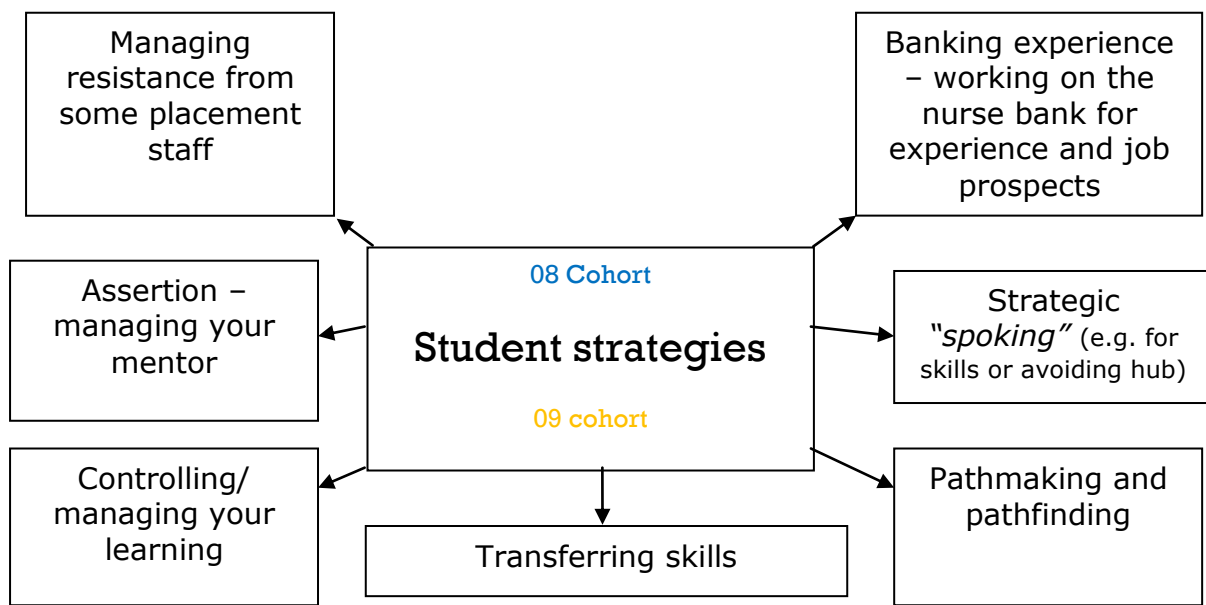 Managing
resistance from
some placement
staff
Banking experience
– working on the
nurse bank for
experience and job
prospects
Assertion –
managing your
mentor
08 Cohort
Student strategies
09 cohort
Strategic
“spoking” (e.g. for
skills or avoiding hub)
Controlling/
managing your
learning
Transferring skills
Pathmaking and
pathfinding